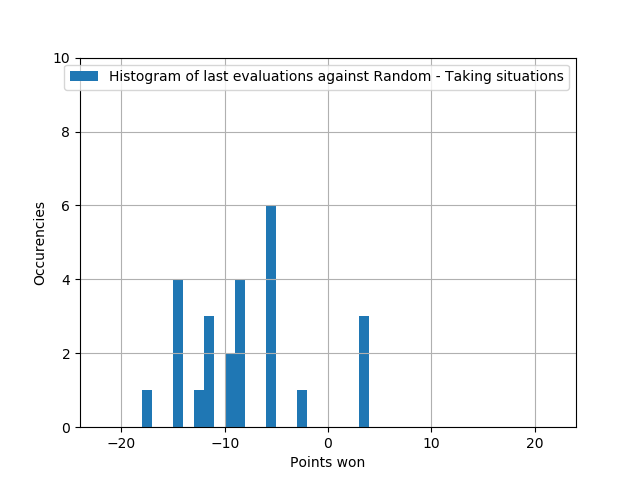 10
Histogram of last evaluations against Random - Taking situations
8
6
4
2
0
Occurencies
−20 −10 0 10 20
Points won